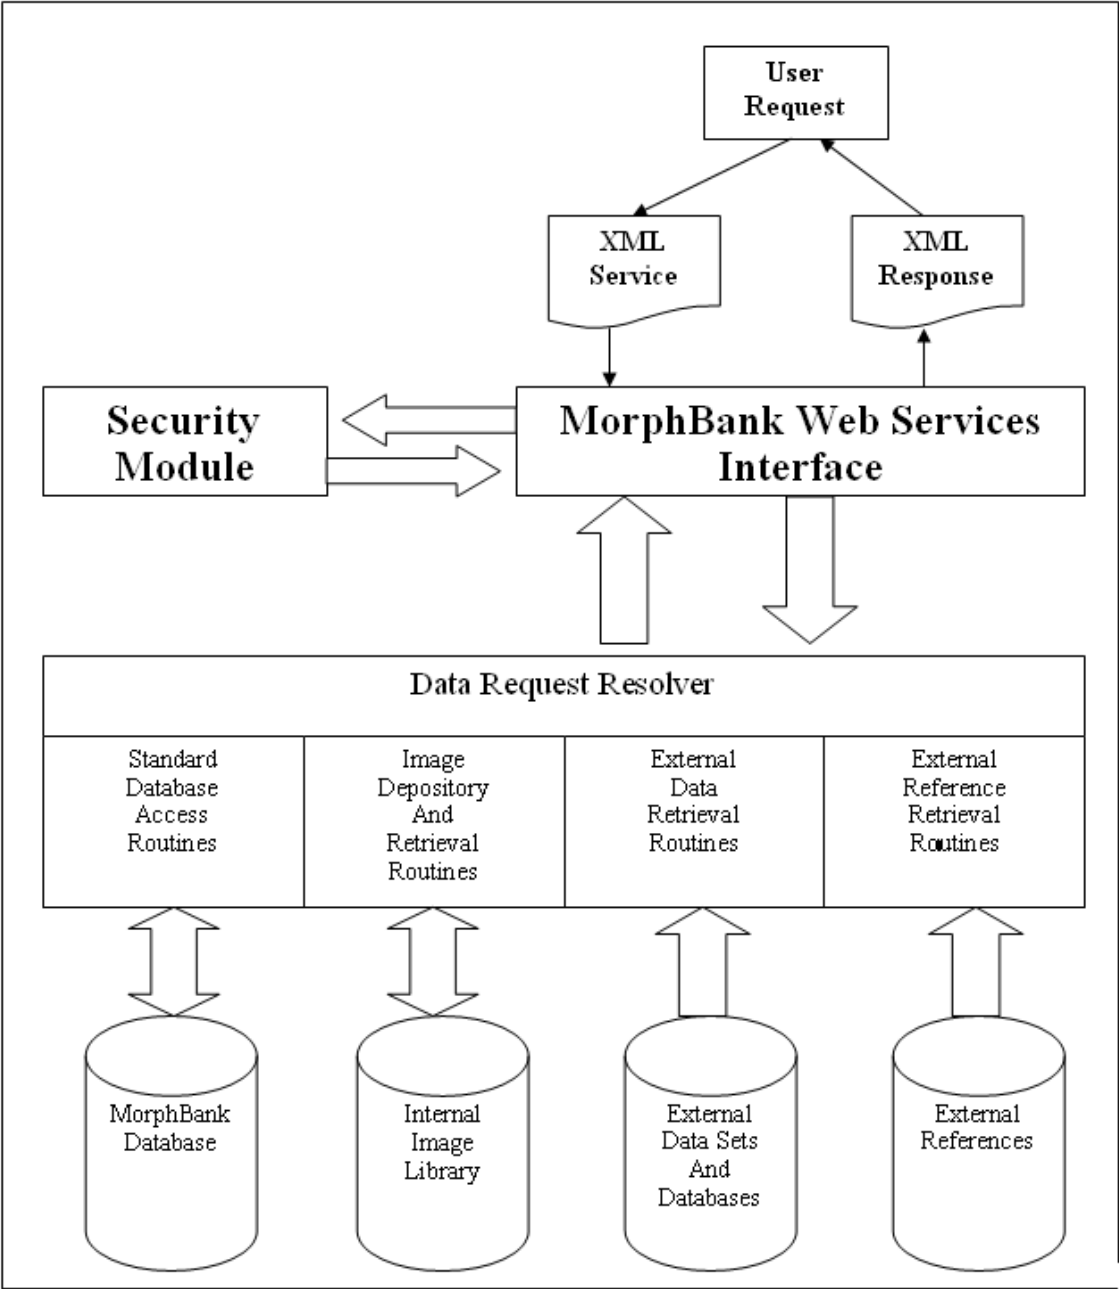 User
Request
XML
Service
XML
Response
Security
Module
MorphBank Web Services
Interface
Data Request Resolver
Standard
Database
Access
Routines
Image
Depository
And
Retrieval
Routines
External
Data
Retrieval
Routines
External
Reference
Retrieval
Routines
MorphBank
Database
Internal
Image
Library
External
Data Sets
And
Databases
External
References